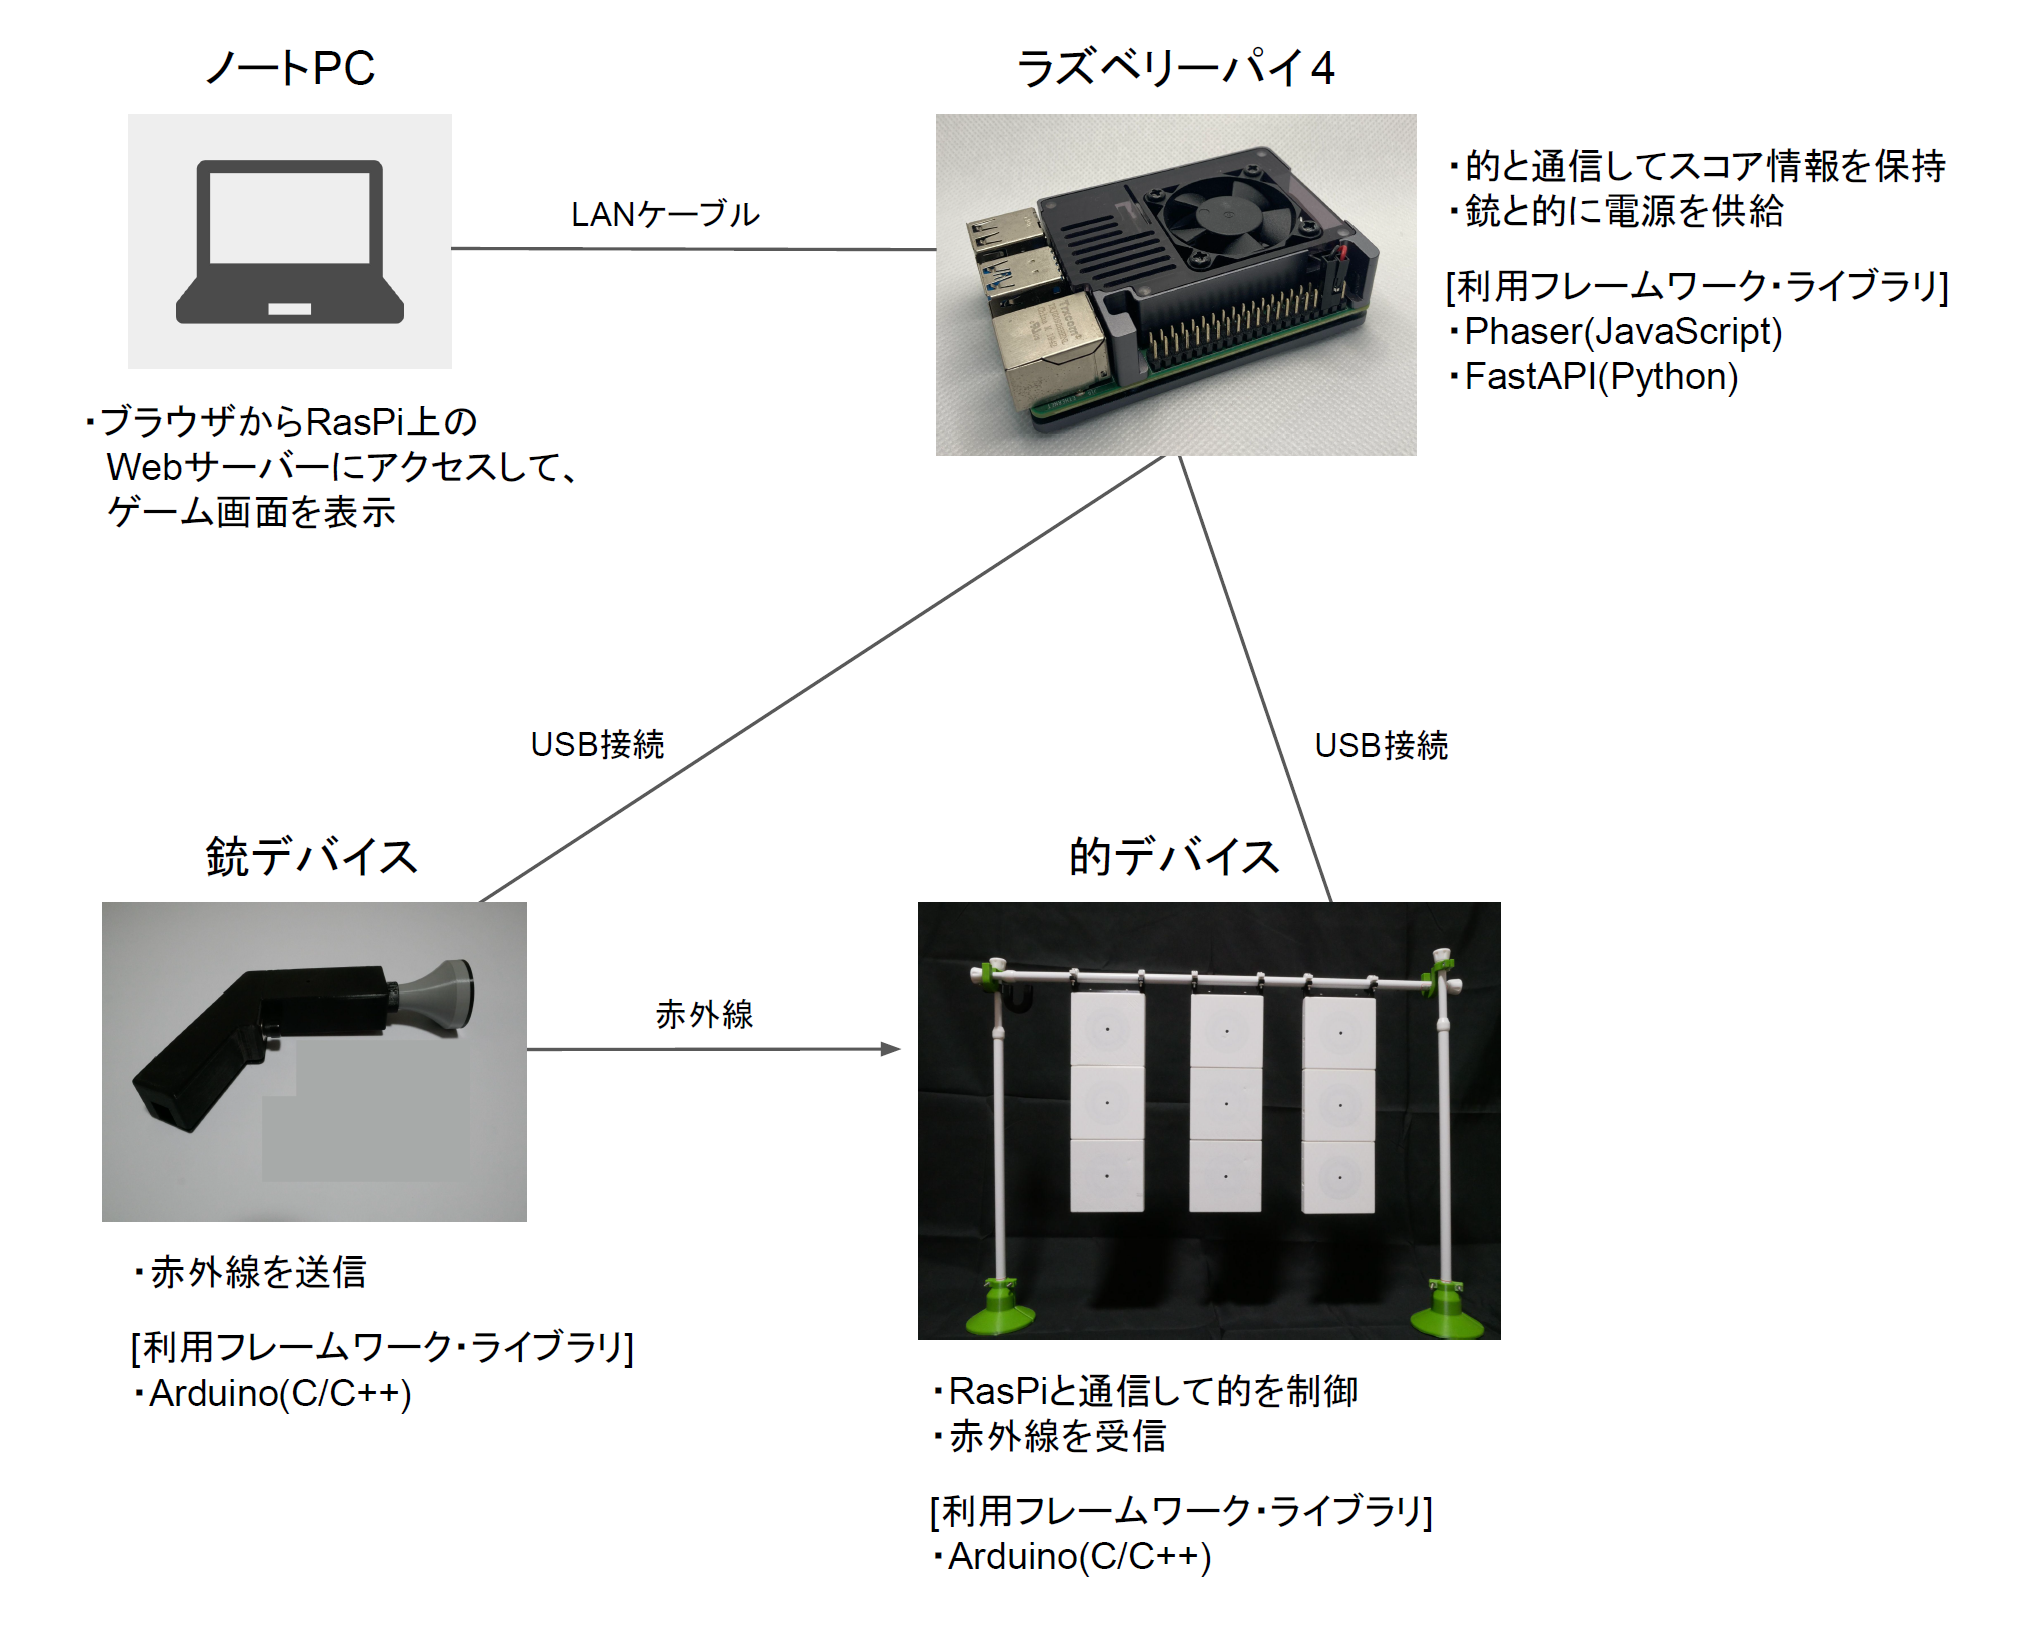 ノートPC
ラズベリーパイ4
LANケーブル
・的と通信してスコア情報を保持
・銃と的に電源を供給
[利用フレームワーク・ライブラリ]
・Phaser(JavaScript)
・FastAPI(Python)
・ブラウザからRasPi上の
Webサーバーにアクセスして、
ゲーム画面を表示
USB接続
USB接続
銃デバイス
的デバイス
赤外線
・赤外線を送信
[利用フレームワーク・ライブラリ]
・Arduino(C/C++)
・RasPiと通信して的を制御
・赤外線を受信
[利用フレームワーク・ライブラリ]
・Arduino(C/C++)